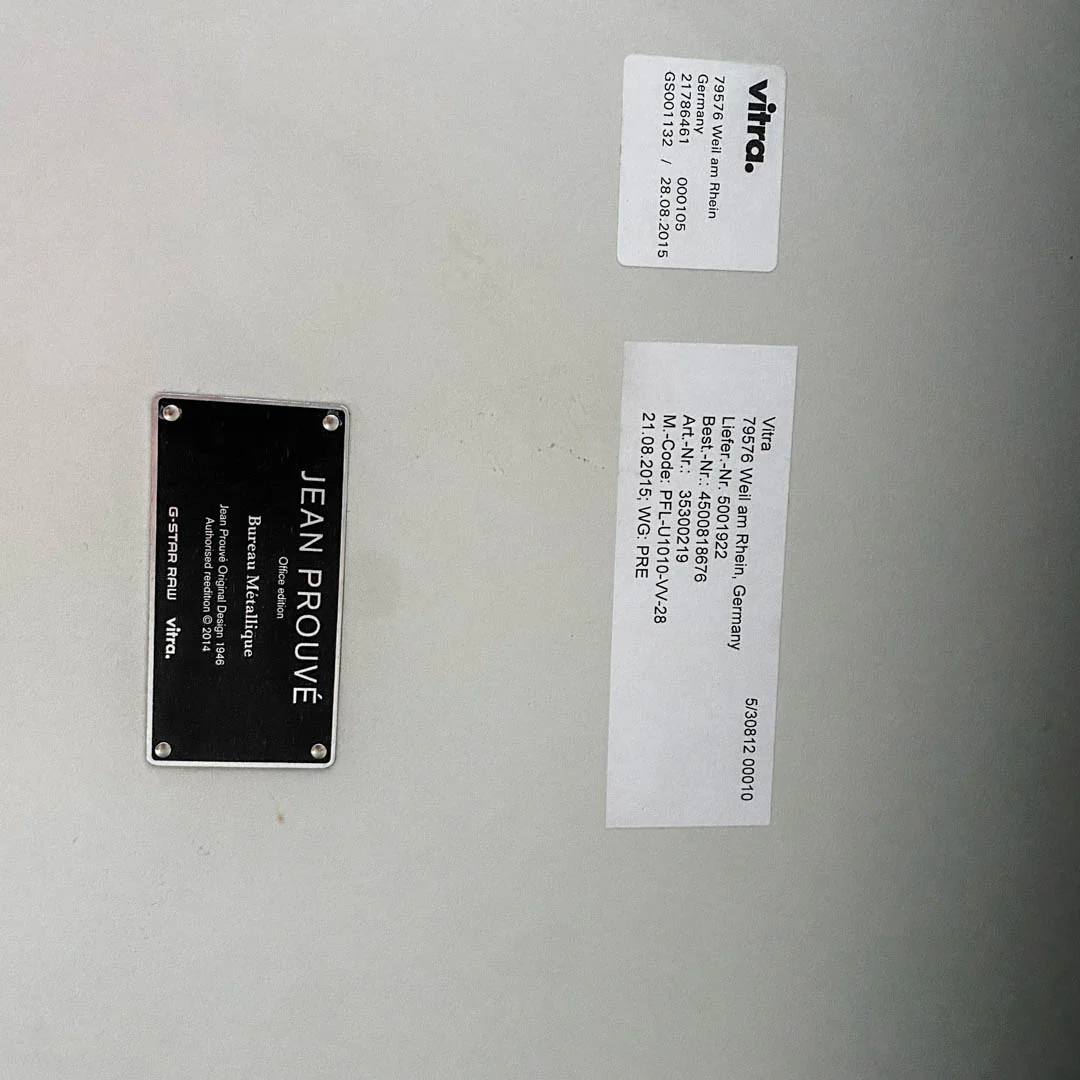 vitra.
79576 Weil am Rhein
Germany
21786461 000105
GS001132 / 28.08.2015
Vitra
79576 Weil am Rhein, Germany 5/30812 00010
Liefer.-Nr. 5001922
Best.-Nr.: 4500818676
Art.-Nr.: 35300219
M.-Code: PFL-U1010-VV-28
21.08.2015; WG: PRE
JEAN PROUVÉ
Office edition
Bureau Métallique
Jean Prouvé Original Design 1946
Authorised reedition © 2014
G-STAR RAW vitra.